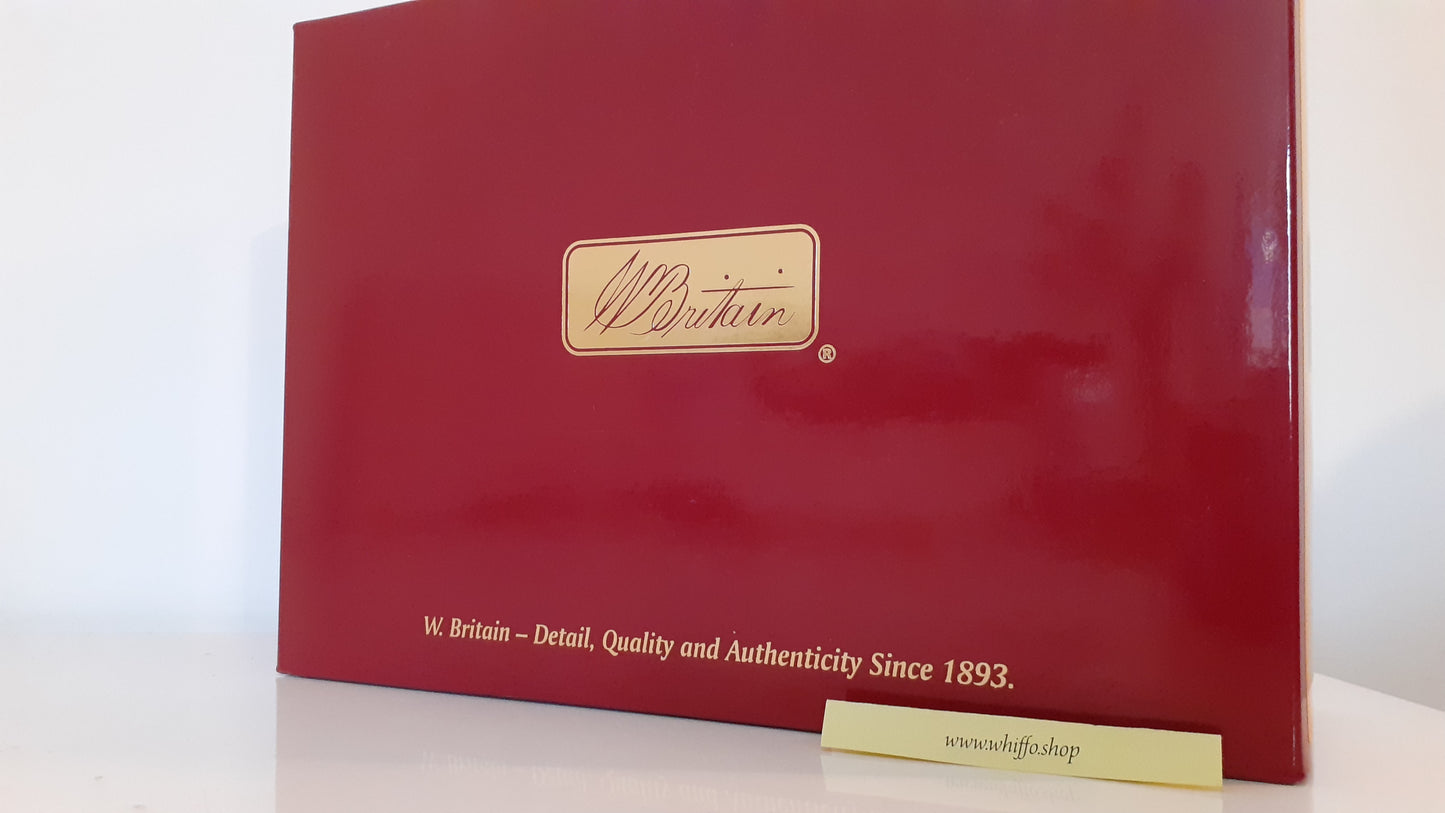 W Britain
®
W. Britain – Detail, Quality and Authenticity Since 1893.
www.whiffo.shop